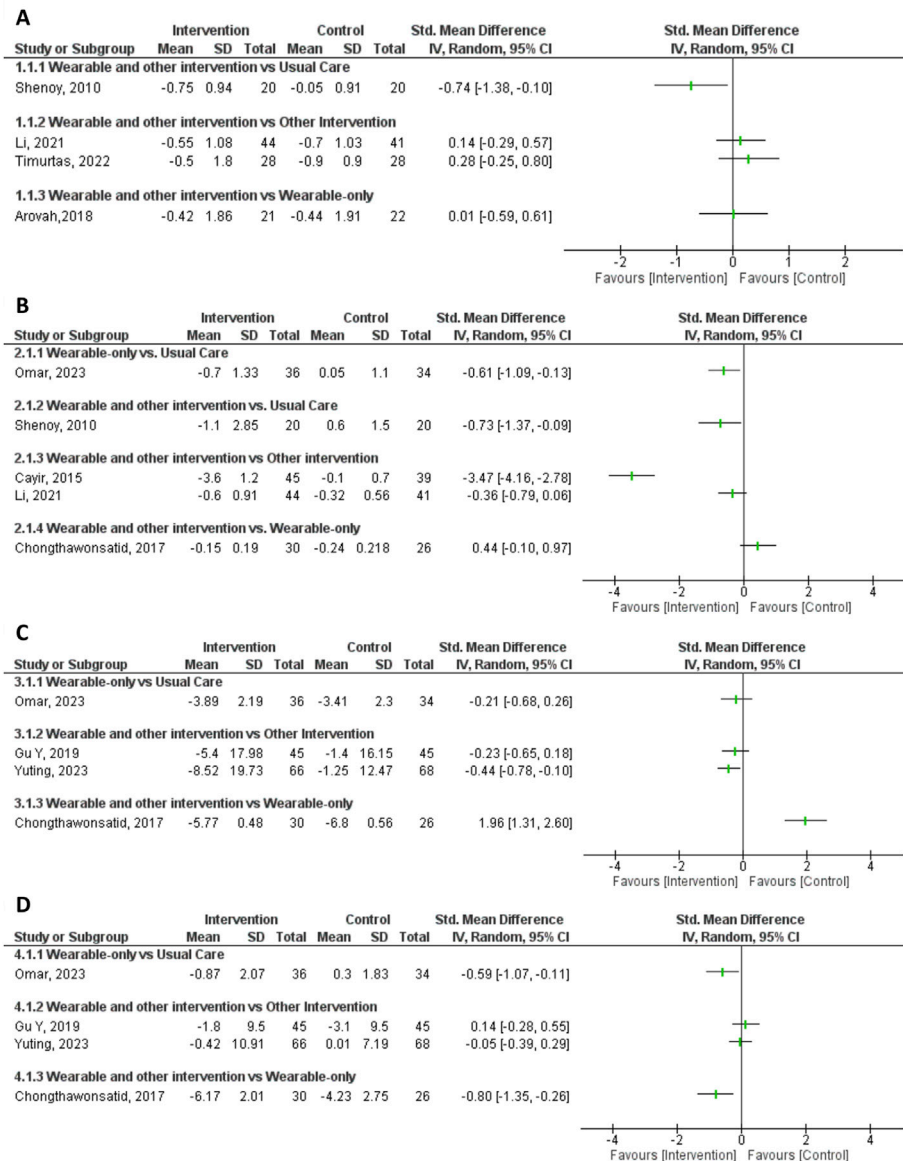 A
Intervention Control Std. Mean Difference Std. Mean Difference
Study or Subgroup Mean SD Total Mean SD Total IV, Random, 95% CI IV, Random, 95% CI
1.1.1 Wearable and other intervention vs Usual Care
Shenoy, 2010 -0.75 0.94 20 -0.05 0.91 20 -0.74 [-1.38, -0.10]
1.1.2 Wearable and other intervention vs Other Intervention
Li, 2021 -0.55 1.08 44 -0.7 1.03 41 0.14 [-0.29, 0.57]
Timurtas, 2022 -0.5 1.8 28 -0.9 0.9 28 0.28 [-0.25, 0.80]
1.1.3 Wearable and other intervention vs Wearable-only
Arovah,2018 -0.42 1.86 21 -0.44 1.91 22 0.01 [-0.59, 0.61]
-2 -1 0 1 2
Favours [Intervention] Favours [Control]
B
Intervention Control Std. Mean Difference Std. Mean Difference
Study or Subgroup Mean SD Total Mean SD Total IV, Random, 95% CI IV, Random, 95% CI
2.1.1 Wearable-only vs. Usual Care
Omar, 2023 -0.7 1.33 36 0.05 1.1 34 -0.61 [-1.09, -0.13]
2.1.2 Wearable and other intervention vs. Usual Care
Shenoy, 2010 -1.1 2.85 20 0.6 1.5 20 -0.73 [-1.37, -0.09]
2.1.3 Wearable and other intervention vs Other intervention
Cayir, 2015 -3.6 1.2 45 -0.1 0.7 39 -3.47 [-4.16, -2.78]
Li, 2021 -0.6 0.91 44 -0.32 0.56 41 -0.36 [-0.79, 0.06]
2.1.4 Wearable and other intervention vs. Wearable-only
Chongthawonsatid, 2017 -0.15 0.19 30 -0.24 0.218 26 0.44 [-0.10, 0.97]
-4 -2 0 2 4
Favours [Intervention] Favours [Control]
C
Intervention Control Std. Mean Difference Std. Mean Difference
Study or Subgroup Mean SD Total Mean SD Total IV, Random, 95% CI IV, Random, 95% CI
3.1.1 Wearable-only vs Usual Care
Omar, 2023 -3.89 2.19 36 -3.41 2.3 34 -0.21 [-0.68, 0.26]
3.1.2 Wearable and other intervention vs Other Intervention
Gu Y, 2019 -5.4 17.98 45 -1.4 16.15 45 -0.23 [-0.65, 0.18]
Yuting, 2023 -8.52 19.73 66 -1.25 12.47 68 -0.44 [-0.78, -0.10]
3.1.3 Wearable and other intervention vs Wearable-only
Chongthawonsatid, 2017 -5.77 0.48 30 -6.8 0.56 26 1.96 [1.31, 2.60]
-4 -2 0 2 4
Favours [Intervention] Favours [Control]
D
Intervention Control Std. Mean Difference Std. Mean Difference
Study or Subgroup Mean SD Total Mean SD Total IV, Random, 95% CI IV, Random, 95% CI
4.1.1 Wearable-only vs Usual Care
Omar, 2023 -0.87 2.07 36 0.3 1.83 34 -0.59 [-1.07, -0.11]
4.1.2 Wearable and other intervention vs Other Intervention
Gu Y, 2019 -1.8 9.5 45 -3.1 9.5 45 0.14 [-0.28, 0.55]
Yuting, 2023 -0.42 10.91 66 0.01 7.19 68 -0.05 [-0.39, 0.29]
4.1.3 Wearable and other intervention vs Wearable-only
Chongthawonsatid, 2017 -6.17 2.01 30 -4.23 2.75 26 -0.80 [-1.35, -0.26]
-4 -2 0 2 4
Favours [Intervention] Favours [Control]